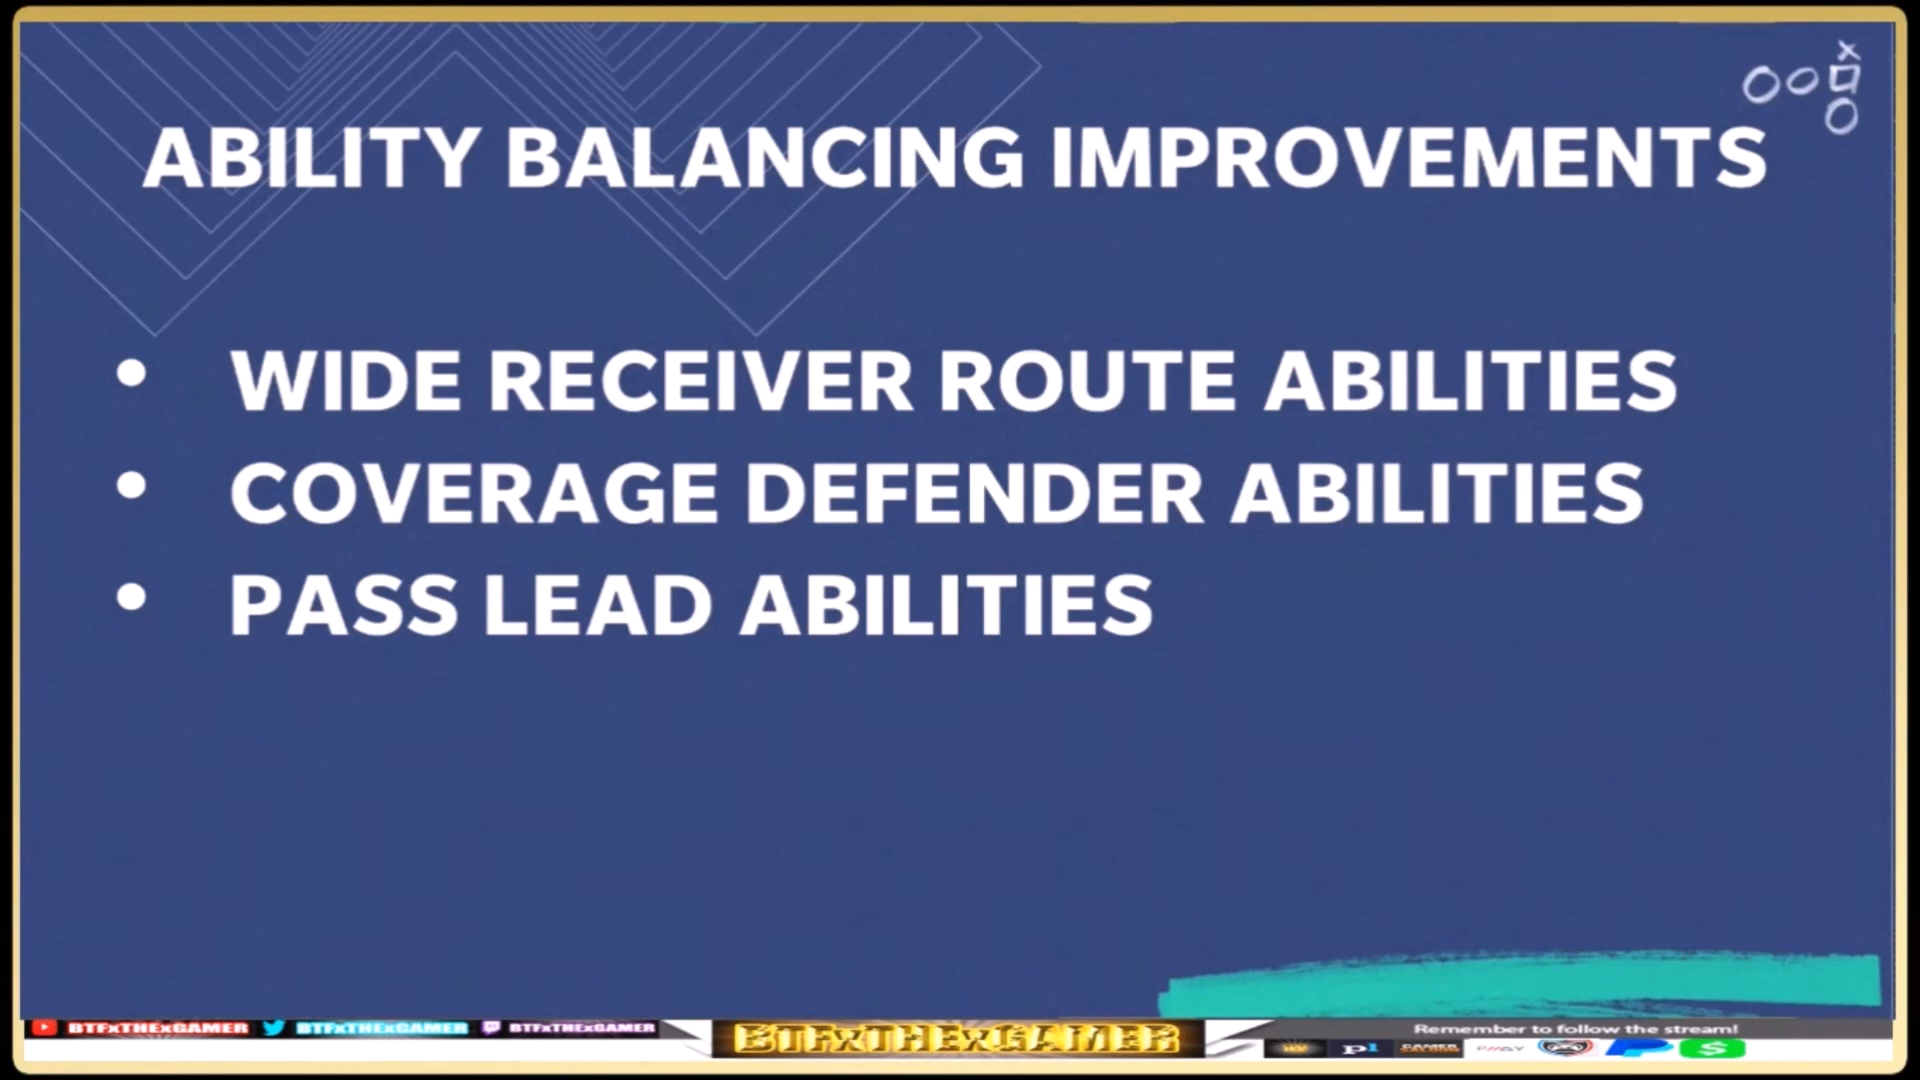 ABILITY BALANCING IMPROVEMENTS
• WIDE RECEIVER ROUTE ABILITIES
• COVERAGE DEFENDER ABILITIES
• PASS LEAD ABILITIES
BTFxTHExGAMER BTFxTHExGAMER BTFxTHExGAMER
BTFxTHExGAMER
Remember to follow the stream!